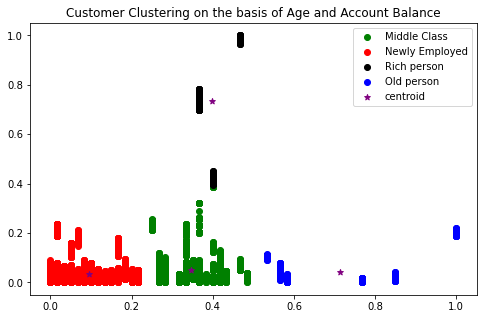 Customer Clustering on the basis of Age and Account Balance
Middle Class
Newly Employed
Rich person
Old person
centroid
1.0
0.8
0.6
0.4
0.2
0.0
0.0 0.2 0.4 0.6 0.8 1.0